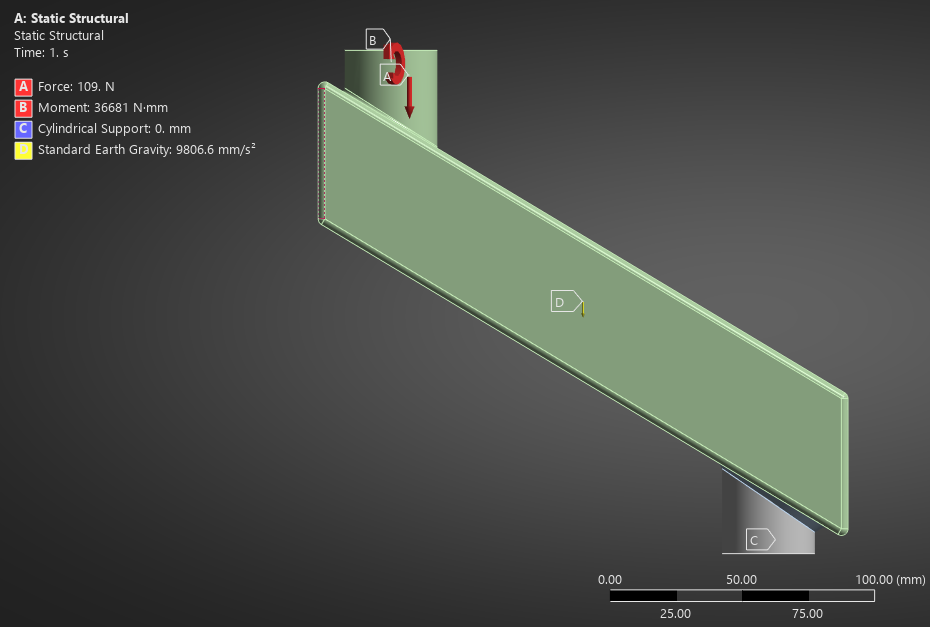 A: Static Structural
Static Structural
Time: 1. s
A Force: 109. N
B Moment: 36681 N·mm
C Cylindrical Support: 0. mm
Standard Earth Gravity: 9806.6 mm/s²
B
A
D
C
0.00 50.00 100.00 (mm)
25.00 75.00